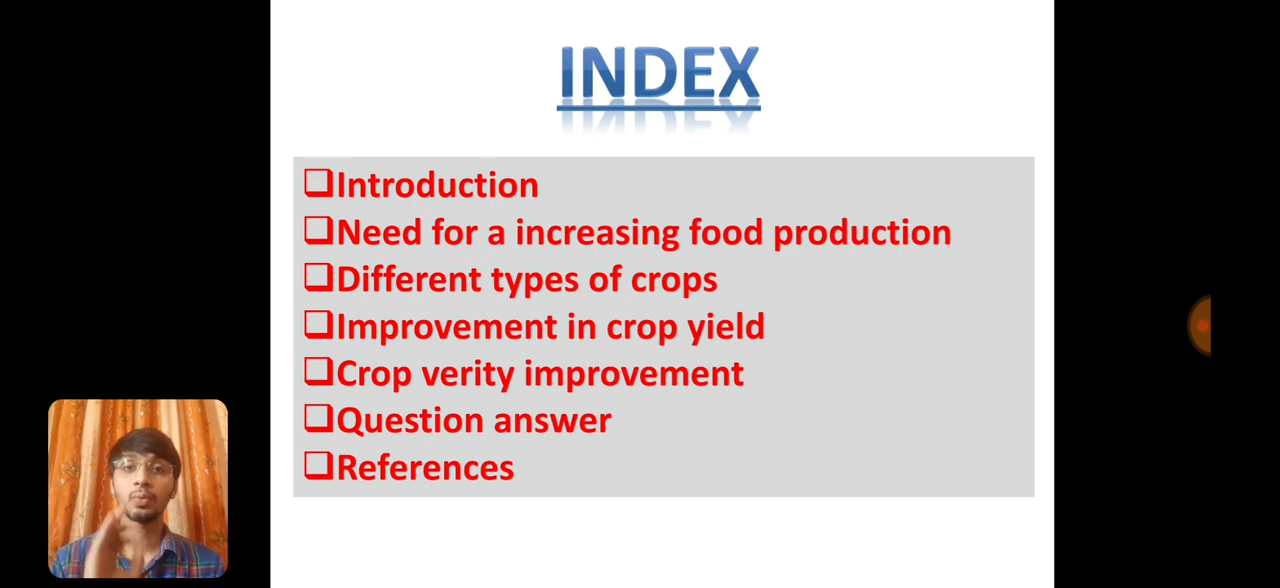 INDEX
Introduction
Need for a increasing food production
Different types of crops
Improvement in crop yield
Crop verity improvement
Question answer
References